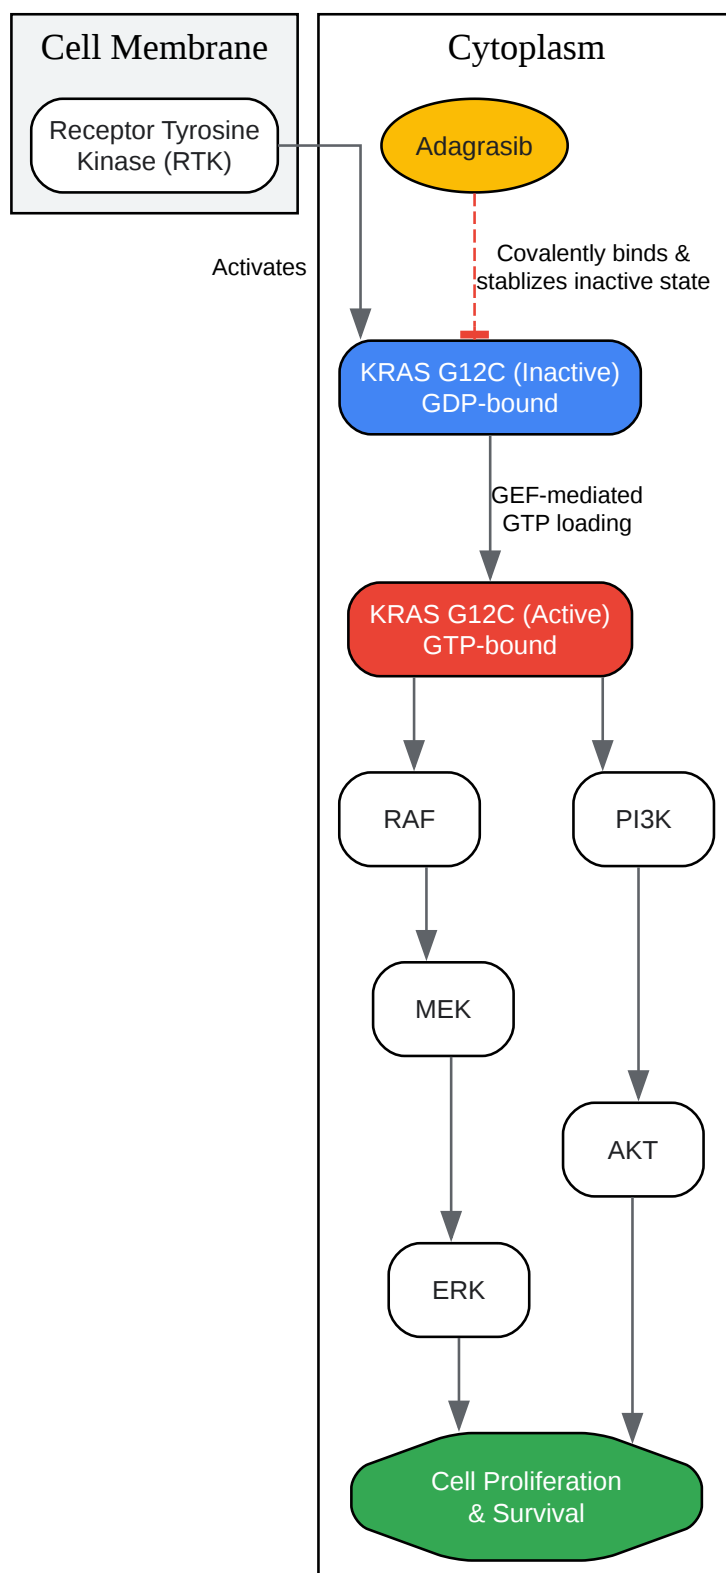 Cell Membrane
Cytoplasm
Receptor Tyrosine
Kinase (RTK)
Adagrasib
Activates
Covalently binds &
stablizes inactive state
KRAS G12C (Inactive)
GDP-bound
GEF-mediated
GTP loading
KRAS G12C (Active)
GTP-bound
RAF
PI3K
MEK
AKT
ERK
Cell Proliferation
& Survival